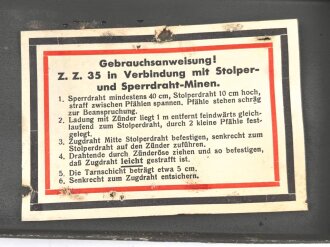 Gebrauchsanweisung!
Z. Z. 35 in Verbindung mit Stolper-
und Sperrdraht-Minen.
1. Sperrdraht mindestens 40 cm, Stolperdraht 10 cm hoch,
straff zwischen Pfählen spannen, Pfähle stehen schräg
zur Beanspruchung.
2. Ladung mit Zünder liegt 1 m entfernt feindwärts gleich-
laufend zum Stolperdraht, durch 2 kleine Pfähle fest-
gelegt.
3. Zugdraht Mitte Stolperdraht befestigen, senkrecht zum
Stolperdraht auf den Zünder zuführen.
4. Drahtende durch Zünderöse ziehen und so befestigen,
daß Zugdraht leicht gestrafft ist.
5. Die Tarnschicht beträgt etwa 5 cm.
6. Senkrecht zum Zugdraht entsichern.